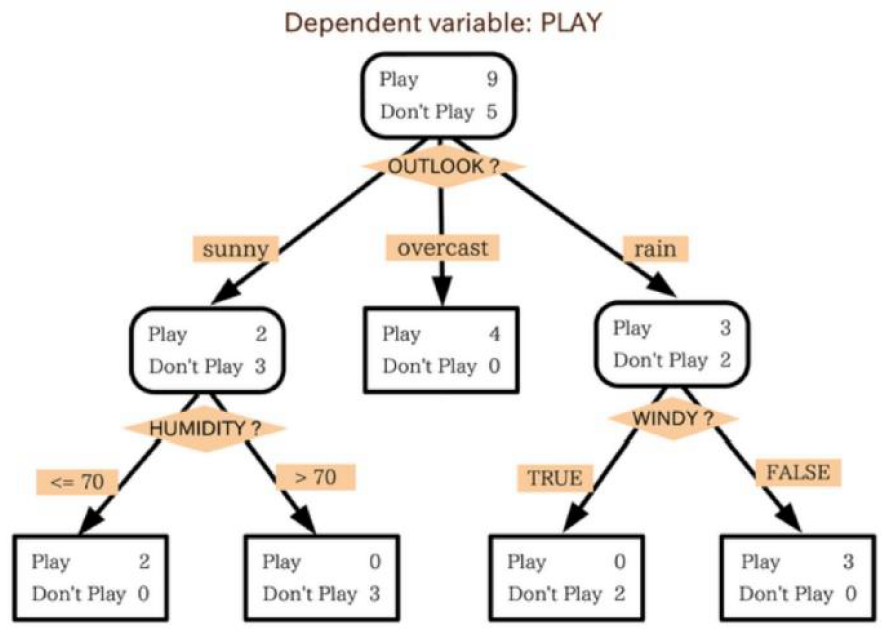 Dependent variable: PLAY
Play 9
Don't Play 5
OUTLOOK ?
sunny
overcast
rain
Play 2
Don't Play 3
Play 4
Don't Play 0
Play 3
Don't Play 2
HUMIDITY ?
WINDY ?
<= 70
> 70
TRUE
FALSE
Play 2
Don't Play 0
Play 0
Don't Play 3
Play 0
Don't Play 2
Play 3
Don't Play 0